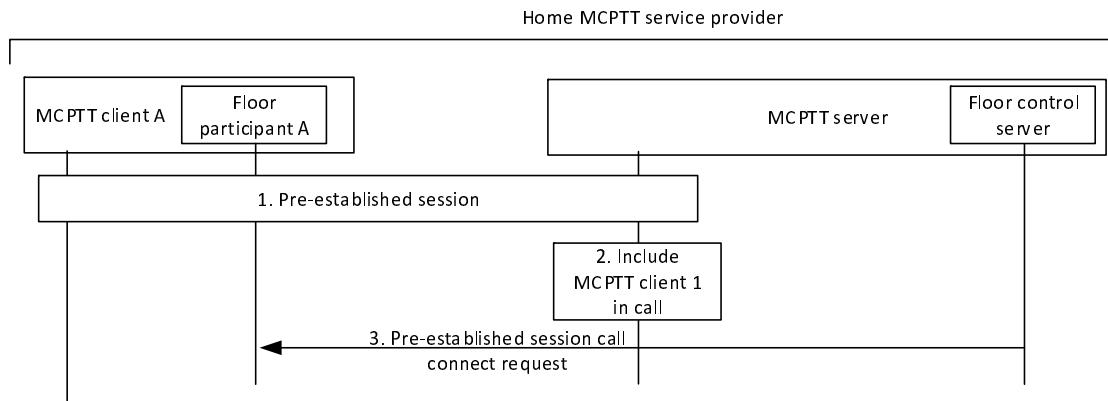 Home MCPTT service provider
MCPTT client A
Floor
participant A
MCPTT server
Floor control
server
1. Pre-established session
2. Include
MCPTT client 1
in call
3. Pre-established session call
connect request